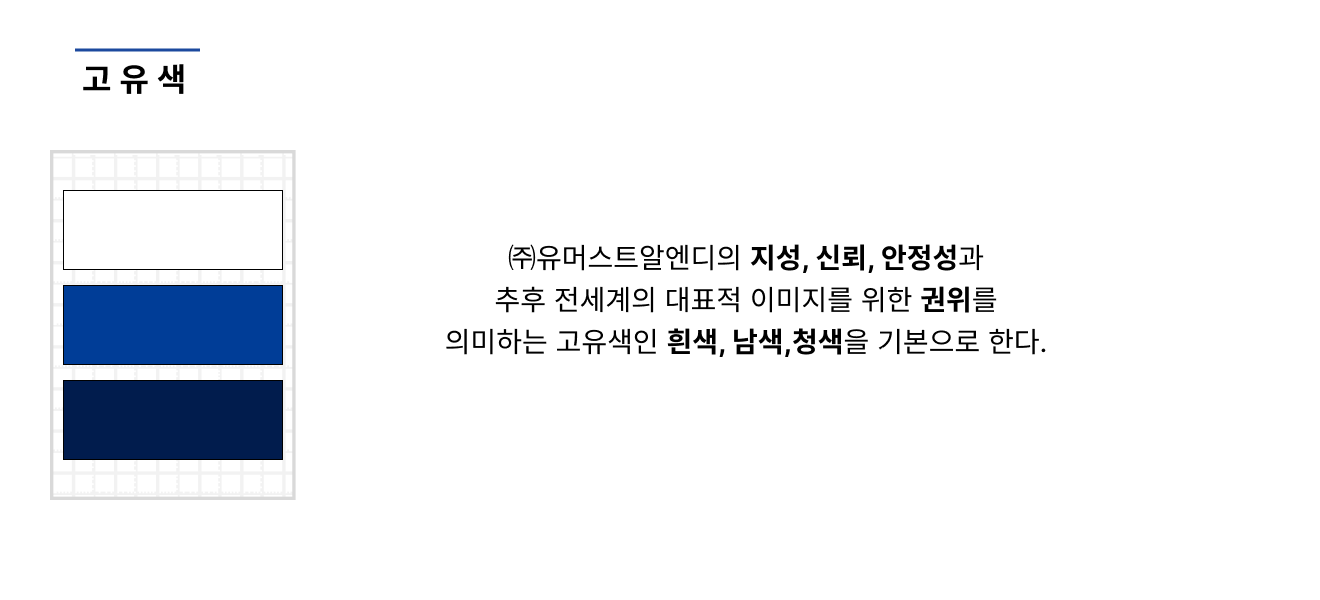 고유색
㈜유머스트알엔디의 지성, 신뢰, 안정성과
추후 전세계의 대표적 이미지를 위한 권위를
의미하는 고유색인 흰색, 남색,청색을 기본으로 한다.